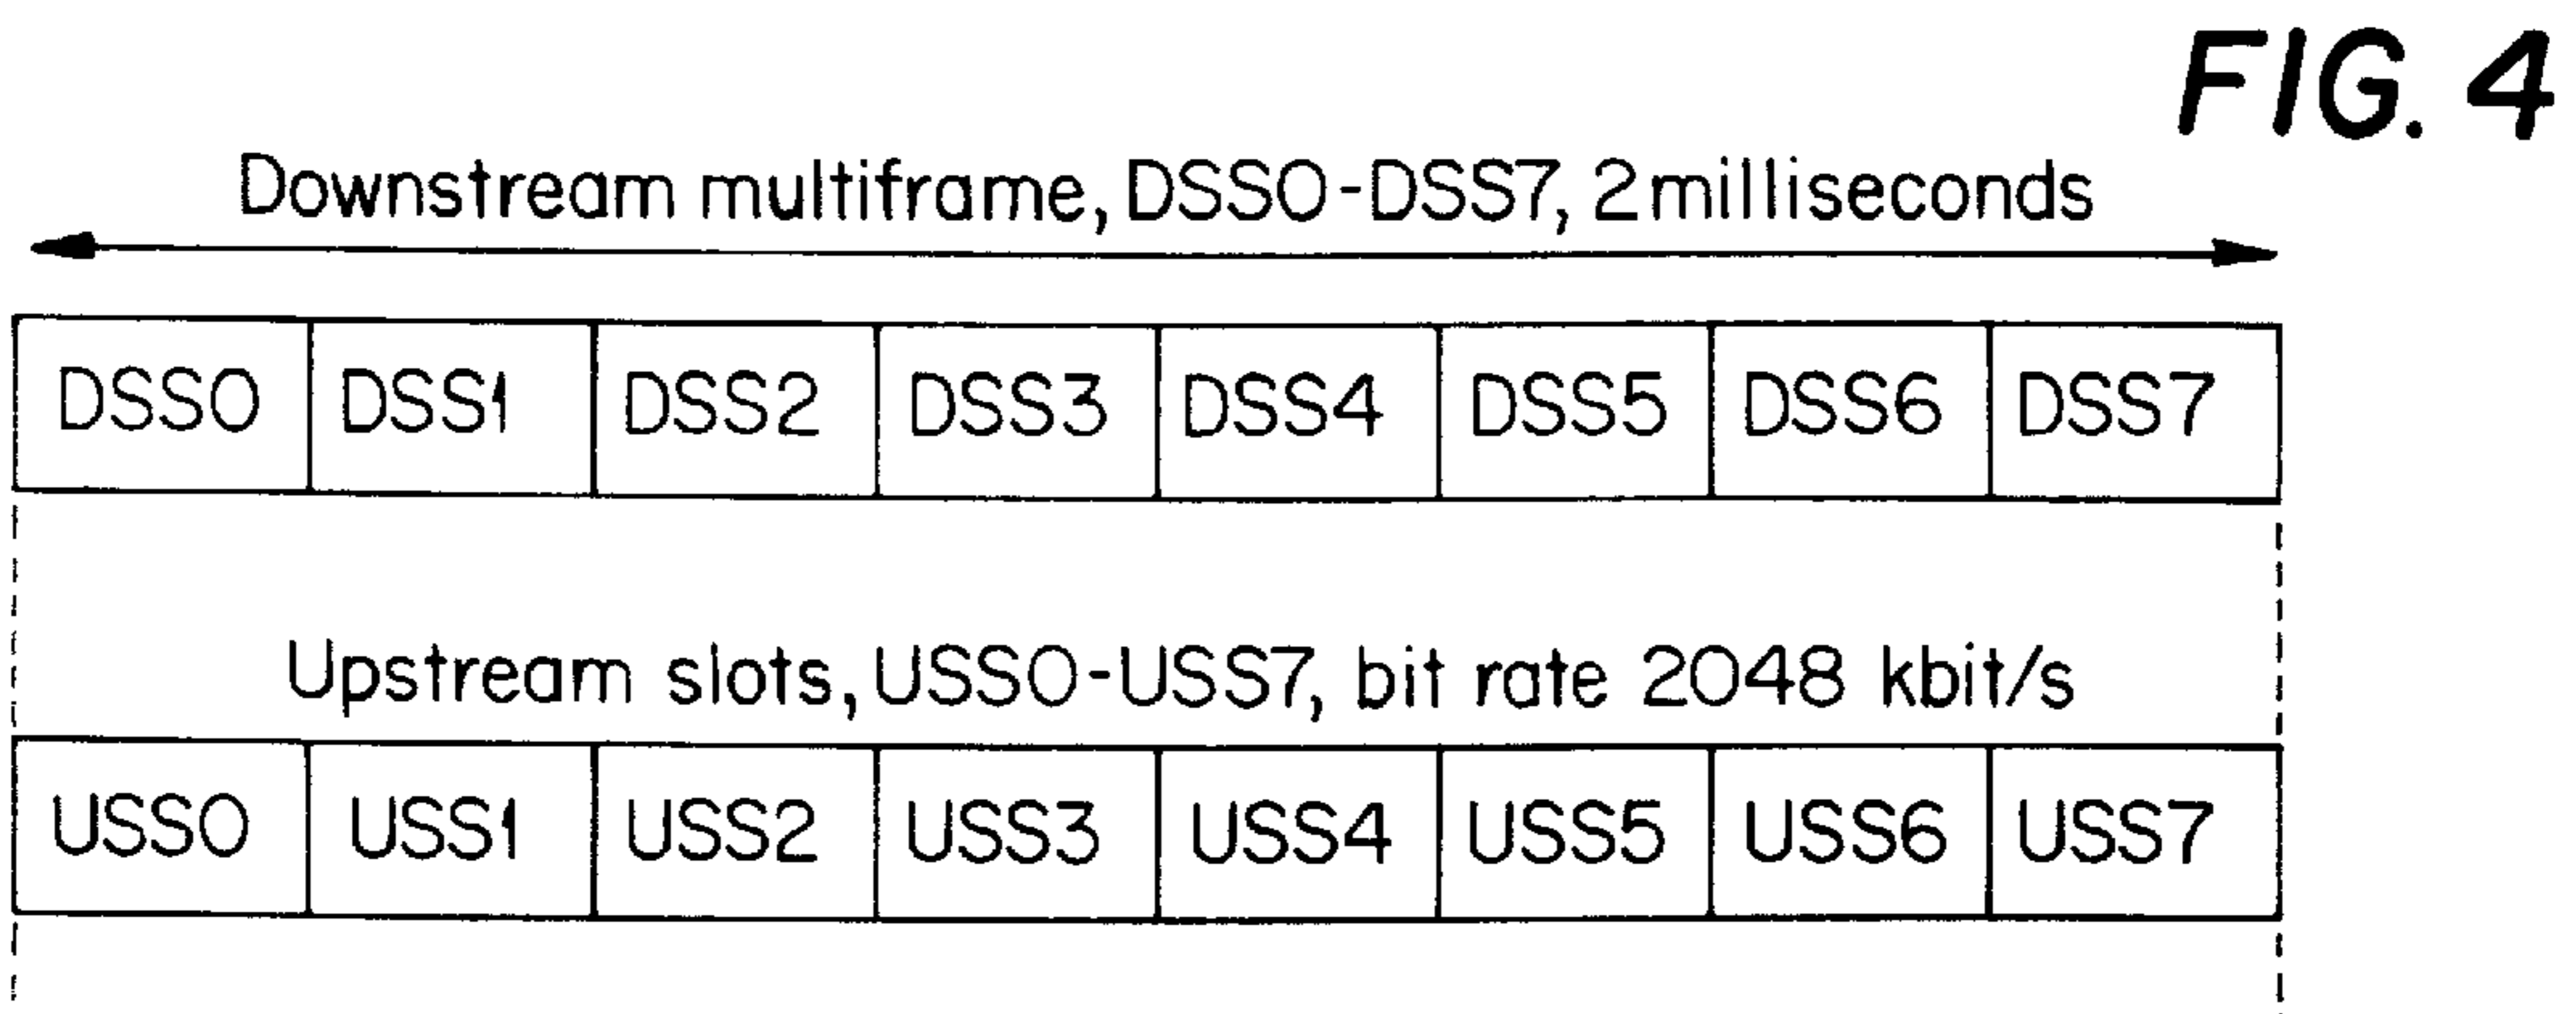 FIG. 4
Downstream multiframe, DSS0-DSS7, 2 milliseconds
DSS0 DSS1 DSS2 DSS3 DSS4 DSS5 DSS6 DSS7
Upstream slots, USS0-USS7, bit rate 2048 kbit/s
USS0 USS1 USS2 USS3 USS4 USS5 USS6 USS7